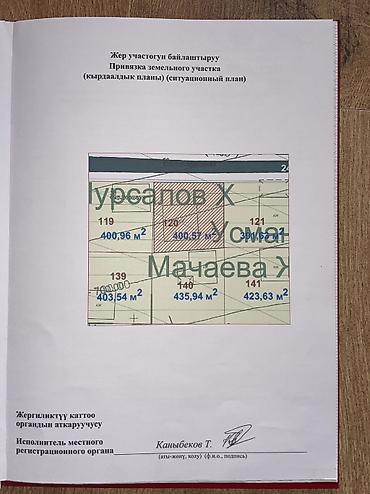 Жер участогун байлаштыруу
Привязка земельного участка
(кырдаалдык планы) (ситуационный план)
Нурсалов Х
119
120
121
400,96 м2
400,57 м2
Усман
Мачаева Х
139
140
141
403,54 м2
435,94 м2
423,63 м2
Жергиликтүү каттоо
органдын аткаруучусу
Исполнитель местного
регистрационного органа
Каныбеков Т.
(аты-жөнү, колу) (ф.и.о., подпись)